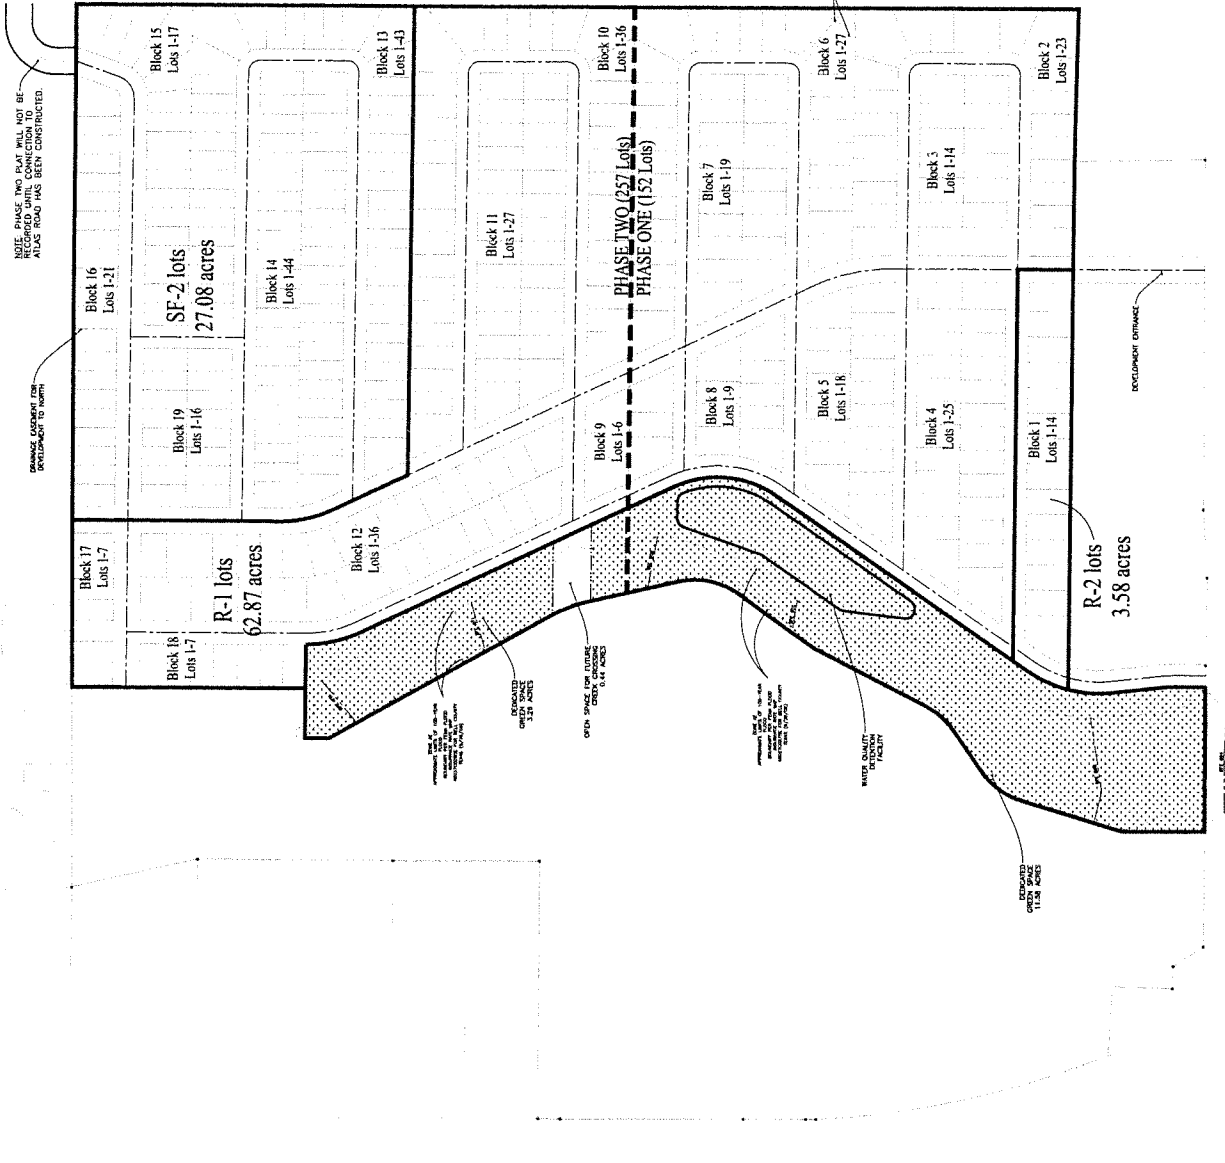 NOTE: PHASE TWO PLAT WILL NOT BE
RECORDED UNTIL CONNECTION TO
ATLAS ROAD HAS BEEN CONSTRUCTED.
DRAINAGE EASEMENT FOR
DEVELOPMENT TO NORTH
Block 15
Lots 1-17
Block 13
Lots 1-43
Block 10
Lots 1-36
Block 6
Lots 1-27
Block 2
Lots 1-23
Block 16
Lots 1-21
SF-2 lots
27.08 acres
Block 14
Lots 1-44
Block 11
Lots 1-27
PHASE TWO (257 Lots)
PHASE ONE (152 Lots)
Block 7
Lots 1-19
Block 3
Lots 1-14
Block 19
Lots 1-16
Block 9
Lots 1-6
Block 8
Lots 1-9
Block 5
Lots 1-18
Block 4
Lots 1-25
Block 1
Lots 1-14
DEVELOPMENT ENTRANCE
Block 17
Lots 1-7
R-1 lots
62.87 acres
Block 12
Lots 1-36
Block 18
Lots 1-7
R-2 lots
3.58 acres
DEDICATED
GREEN SPACE
3.29 ACRES
OPEN SPACE FOR FUTURE
CREEK CROSSING
0.44 ACRES
WATER QUALITY
DETENTION
FACILITY
DEDICATED
GREEN SPACE
11.58 ACRES